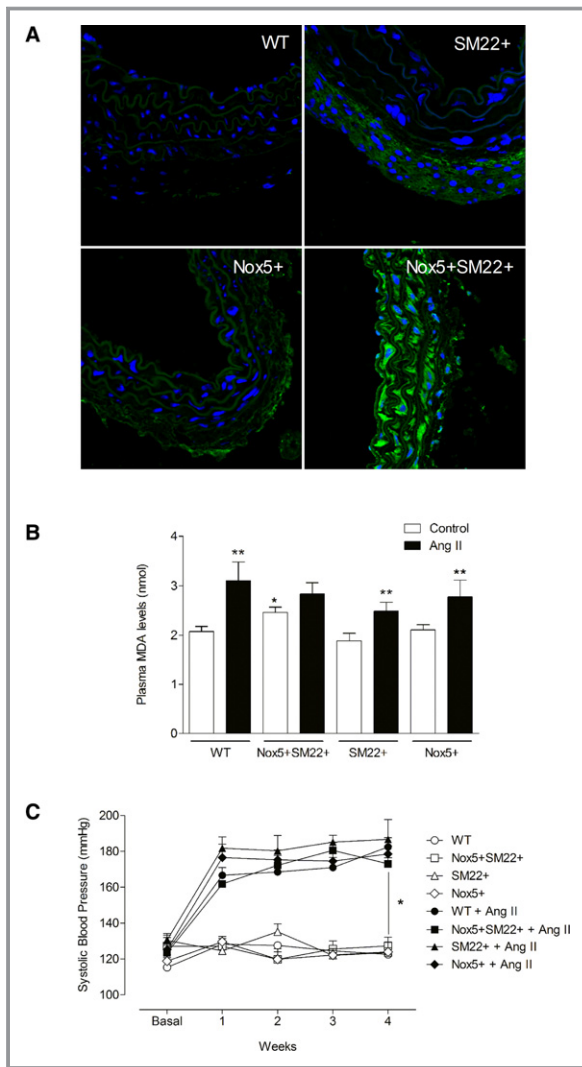 A
WT
SM22+
Nox5+
Nox5+SM22+
B
Control
Ang II
Plasma MDA levels (nmol)
4
3
2
1
0
**
*
**
**
WT
Nox5+SM22+
SM22+
Nox5+
C
Systolic Blood Pressure (mmHg)
200
180
160
140
120
100
*
WT
Nox5+SM22+
SM22+
Nox5+
WT + Ang II
Nox5+SM22+ + Ang II
SM22+ + Ang II
Nox5+ + Ang II
Basal 1 2 3 4
Weeks